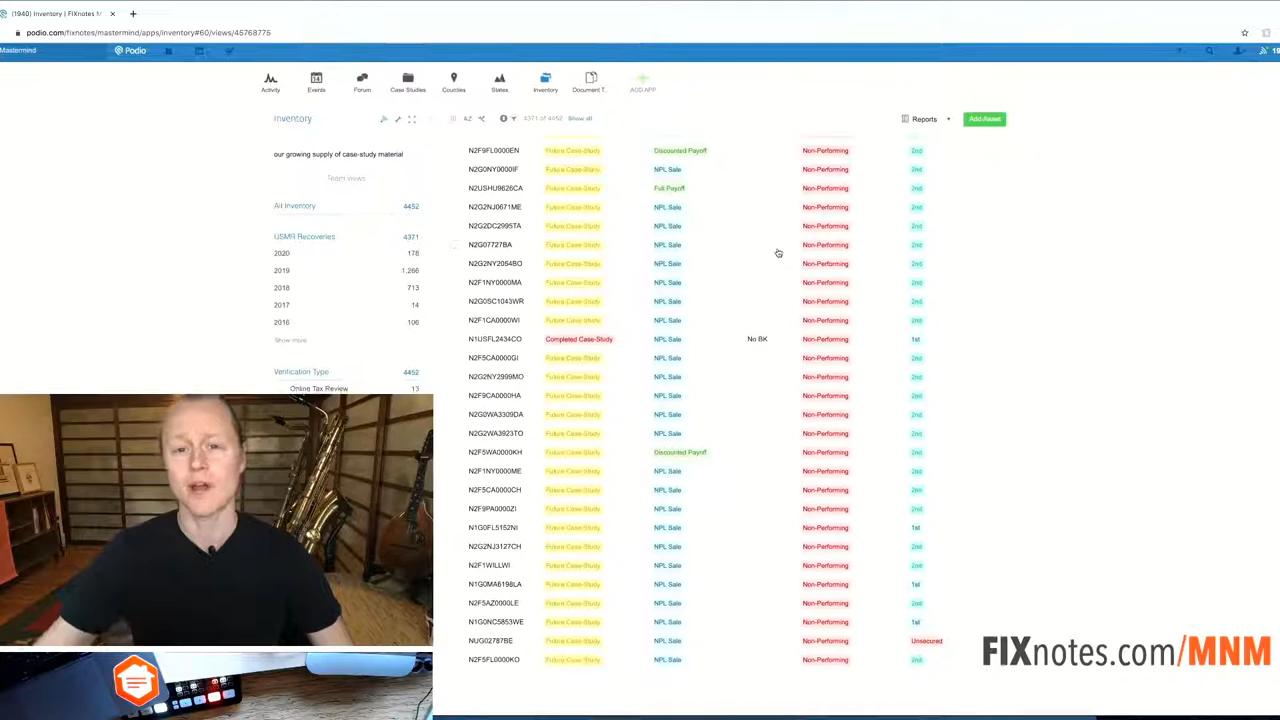 (1940) Inventory | FIXnotes M
podio.com/fixnotes/mastermind/apps/inventory#60/views/45768775
Mastermind
Podio
Activity
Events
Forum
Case Studies
Counties
States
Inventory
Document T..
ADD APP
Inventory
4371 of 4452 Show all
Reports
Add Asset
our growing supply of case-study material
Team views
All Inventory 4452
USMR Recoveries 4371
2020 178
2019 1,266
2018 713
2017 14
2016 106
Show more
Verification Type 4452
Online Tax Review 13
N2F9FL0000EN Future Case-Study Discounted Payoff Non-Performing 2nd
N2G0NY0000IF Future Case-Study NPL Sale Non-Performing 2nd
N2USHU9626CA Future Case-Study Full Payoff Non-Performing 2nd
N2G2NJ0671ME Future Case-Study NPL Sale Non-Performing 2nd
N2G2DC2995TA Future Case-Study NPL Sale Non-Performing 2nd
N2G07727BA Future Case-Study NPL Sale Non-Performing 2nd
N2G2NY2054BO Future Case-Study NPL Sale Non-Performing 2nd
N2F1NY0000MA Future Case-Study NPL Sale Non-Performing 2nd
N2G0SC1043WR Future Case-Study NPL Sale Non-Performing 2nd
N2F1CA0000WI Future Case-Study NPL Sale Non-Performing 2nd
N1USFL2434CO Completed Case-Study NPL Sale No BK Non-Performing 1st
N2F5CA0000GI Future Case-Study NPL Sale Non-Performing 2nd
N2G2NY2999MO Future Case-Study NPL Sale Non-Performing 2nd
N2F9CA0000HA Future Case-Study NPL Sale Non-Performing 2nd
N2G0WA3309DA Future Case-Study NPL Sale Non-Performing 2nd
N2G2WA3923TO Future Case-Study NPL Sale Non-Performing 2nd
N2F5WA0000KH Future Case-Study Discounted Payoff Non-Performing 2nd
N2F1NY0000ME Future Case-Study NPL Sale Non-Performing 2nd
N2F5CA0000CH Future Case-Study NPL Sale Non-Performing 2nd
N2F9PA0000ZI Future Case-Study NPL Sale Non-Performing 2nd
N1G0FL5152NI Future Case-Study NPL Sale Non-Performing 1st
N2G2NJ3127CH Future Case-Study NPL Sale Non-Performing 2nd
N2F1WILLWI Future Case-Study NPL Sale Non-Performing 2nd
N1G0MA6198LA Future Case-Study NPL Sale Non-Performing 1st
N2F5AZ0000LE Future Case-Study NPL Sale Non-Performing 2nd
N1G0NC5853WE Future Case-Study NPL Sale Non-Performing 1st
NUG02787BE Future Case-Study NPL Sale Non-Performing Unsecured
N2F5FL0000KO Future Case-Study NPL Sale Non-Performing 2nd
FIXnotes.com/MNM